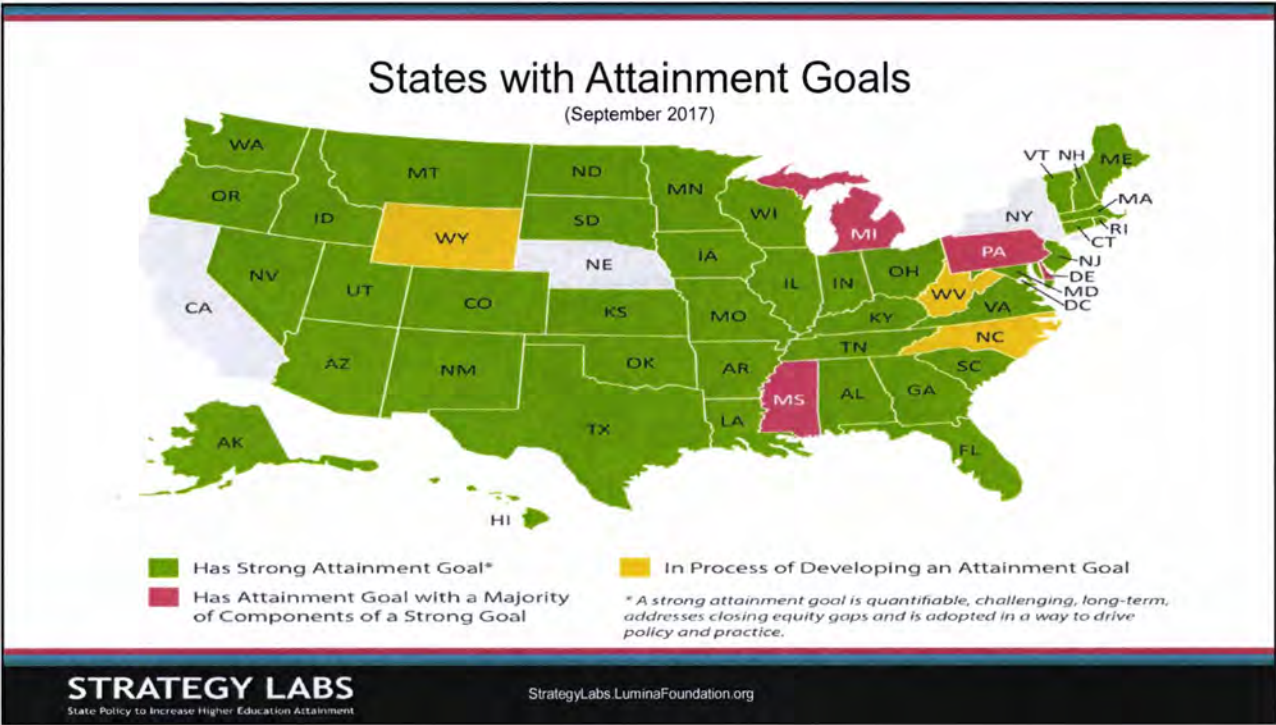 States with Attainment Goals
(September 2017)
WA
MT
ND
MN
VT NH
ME
OR
ID
SD
WI
MA
WY
NY
MI
RI
CT
IA
PA
NE
NJ
NV
OH
DE
IL
IN
MD
UT
WV
DC
CA
CO
KS
MO
KY
VA
NC
TN
AZ
NM
OK
AR
SC
MS
AL
GA
LA
TX
AK
FL
HI
Has Strong Attainment Goal*
In Process of Developing an Attainment Goal
Has Attainment Goal with a Majority
of Components of a Strong Goal
* A strong attainment goal is quantifiable, challenging, long-term,
addresses closing equity gaps and is adopted in a way to drive
policy and practice.
STRATEGY LABS
State Policy to Increase Higher Education Attainment
StrategyLabs.LuminaFoundation.org